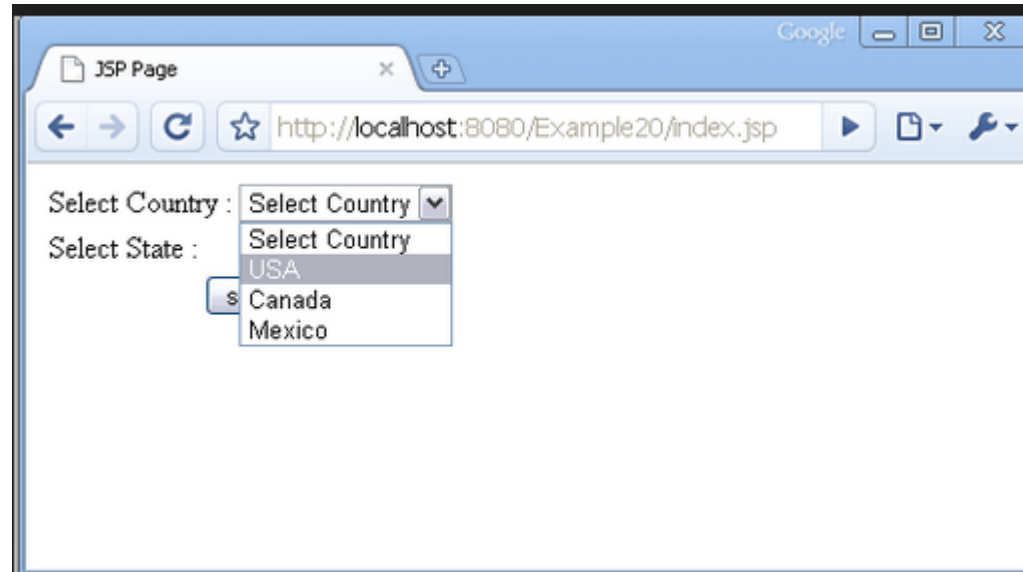 Google
JSP Page
http://localhost:8080/Example20/index.jsp
Select Country : Select Country
Select Country
Select State :
USA
s
Canada
Mexico